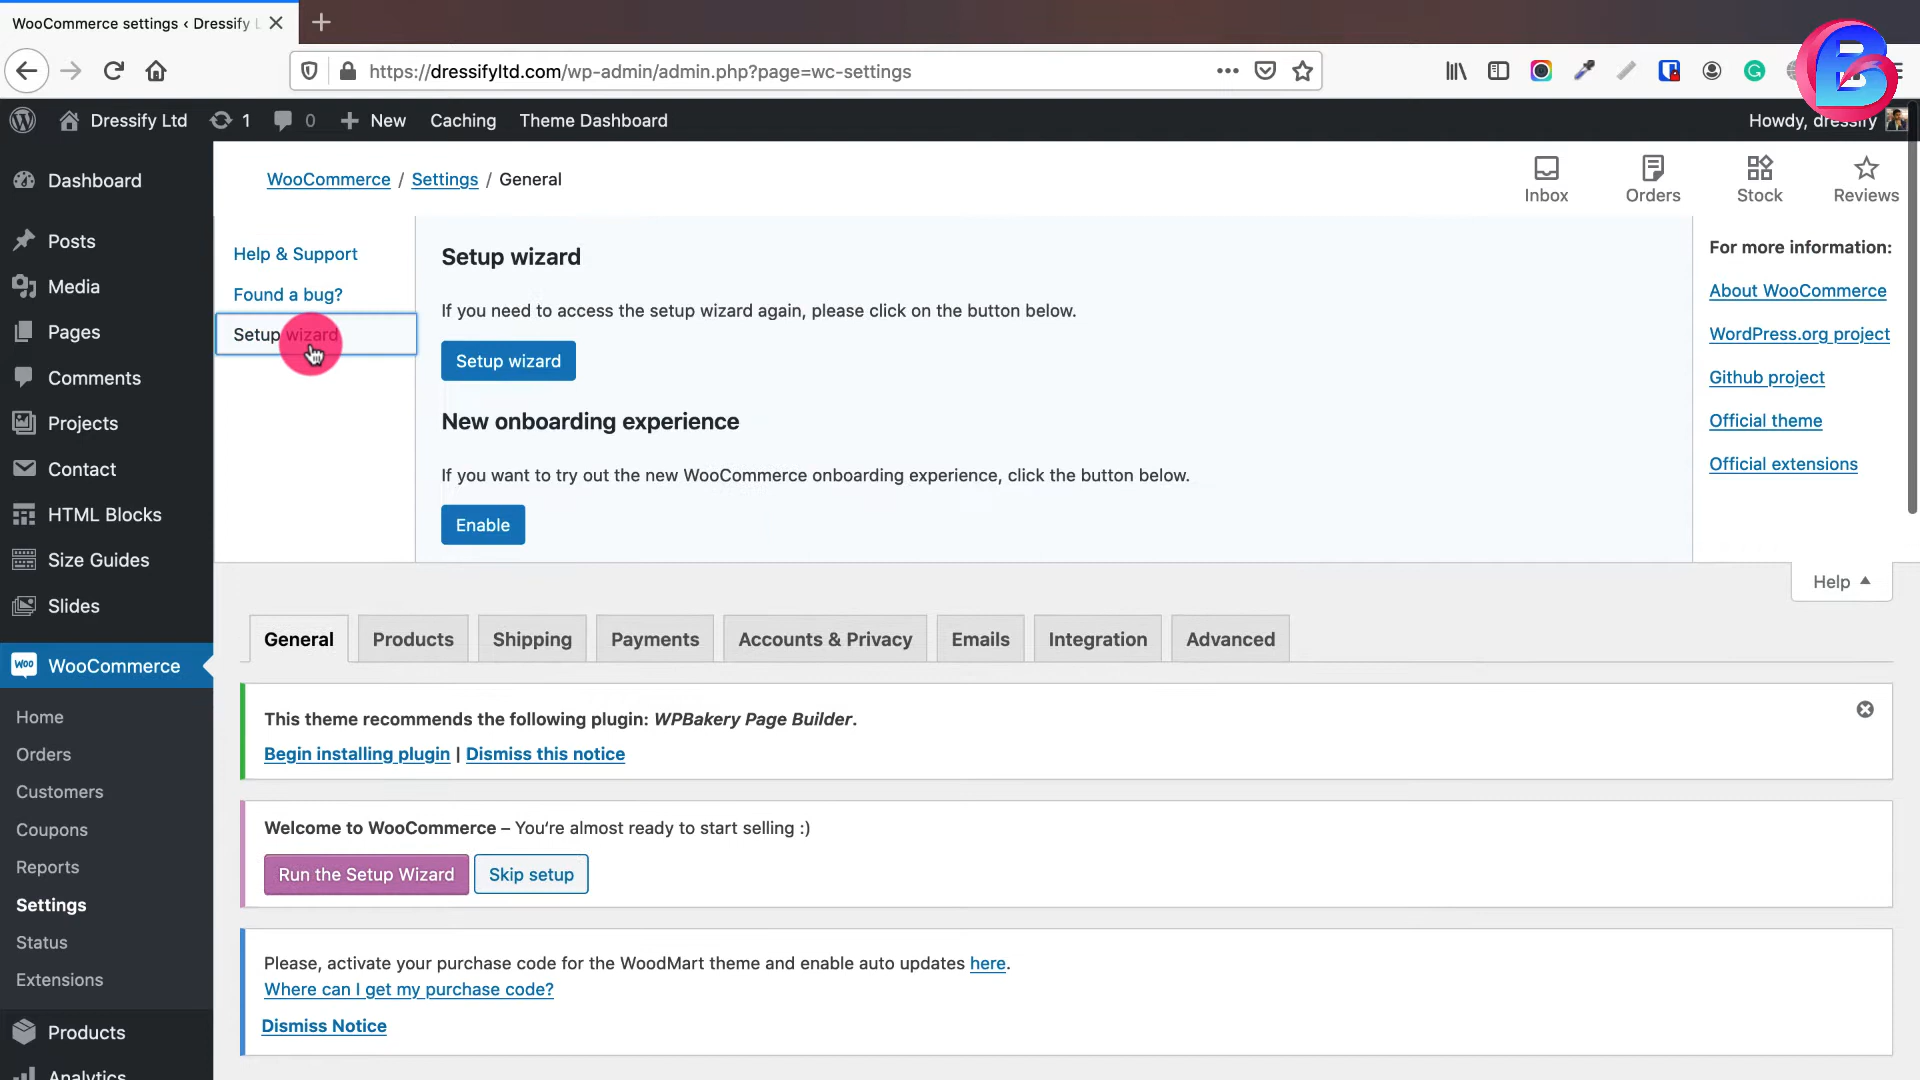 WooCommerce settings ‹ Dressify L
https://dressifyltd.com/wp-admin/admin.php?page=wc-settings
Dressify Ltd 1 0 New Caching Theme Dashboard Howdy, dressify
Dashboard
Posts
Media
Pages
Comments
Projects
Contact
HTML Blocks
Size Guides
Slides
WooCommerce
Home
Orders
Customers
Coupons
Reports
Settings
Status
Extensions
Products
Analytics
WooCommerce / Settings / General
Inbox Orders Stock Reviews
Help & Support
Found a bug?
Setup wizard
Setup wizard
If you need to access the setup wizard again, please click on the button below.
Setup wizard
New onboarding experience
If you want to try out the new WooCommerce onboarding experience, click the button below.
Enable
For more information:
About WooCommerce
WordPress.org project
Github project
Official theme
Official extensions
Help
General Products Shipping Payments Accounts & Privacy Emails Integration Advanced
This theme recommends the following plugin: WPBakery Page Builder.
Begin installing plugin | Dismiss this notice
Welcome to WooCommerce – You're almost ready to start selling :)
Run the Setup Wizard Skip setup
Please, activate your purchase code for the WoodMart theme and enable auto updates here.
Where can I get my purchase code?
Dismiss Notice